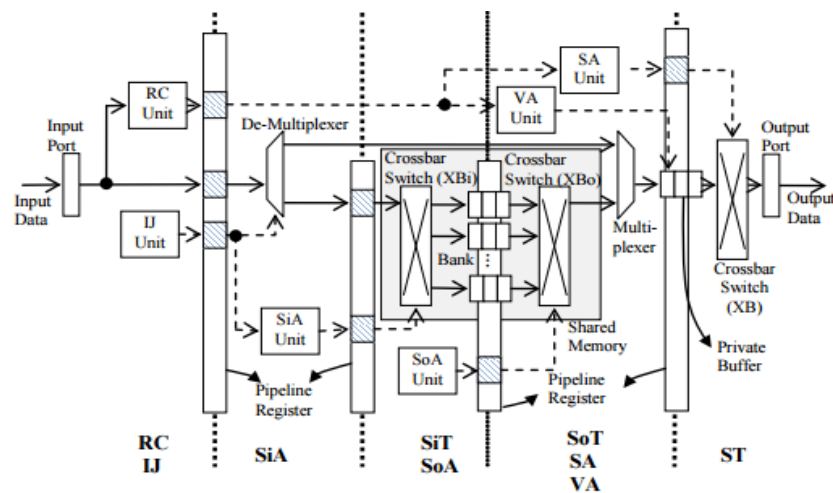 SA
Unit
RC
Unit
VA
Unit
Input
Port
De-Multiplexer
Output
Port
Crossbar
Switch (XBi)
Crossbar
Switch (XBo)
Input
Data
Output
Data
IJ
Unit
Multi-
plexer
Bank
...
Crossbar
Switch
(XB)
SiA
Unit
Shared
Memory
SoA
Unit
Private
Buffer
Pipeline
Register
Pipeline
Register
RC
IJ
SiA
SiT
SoA
SoT
SA
VA
ST